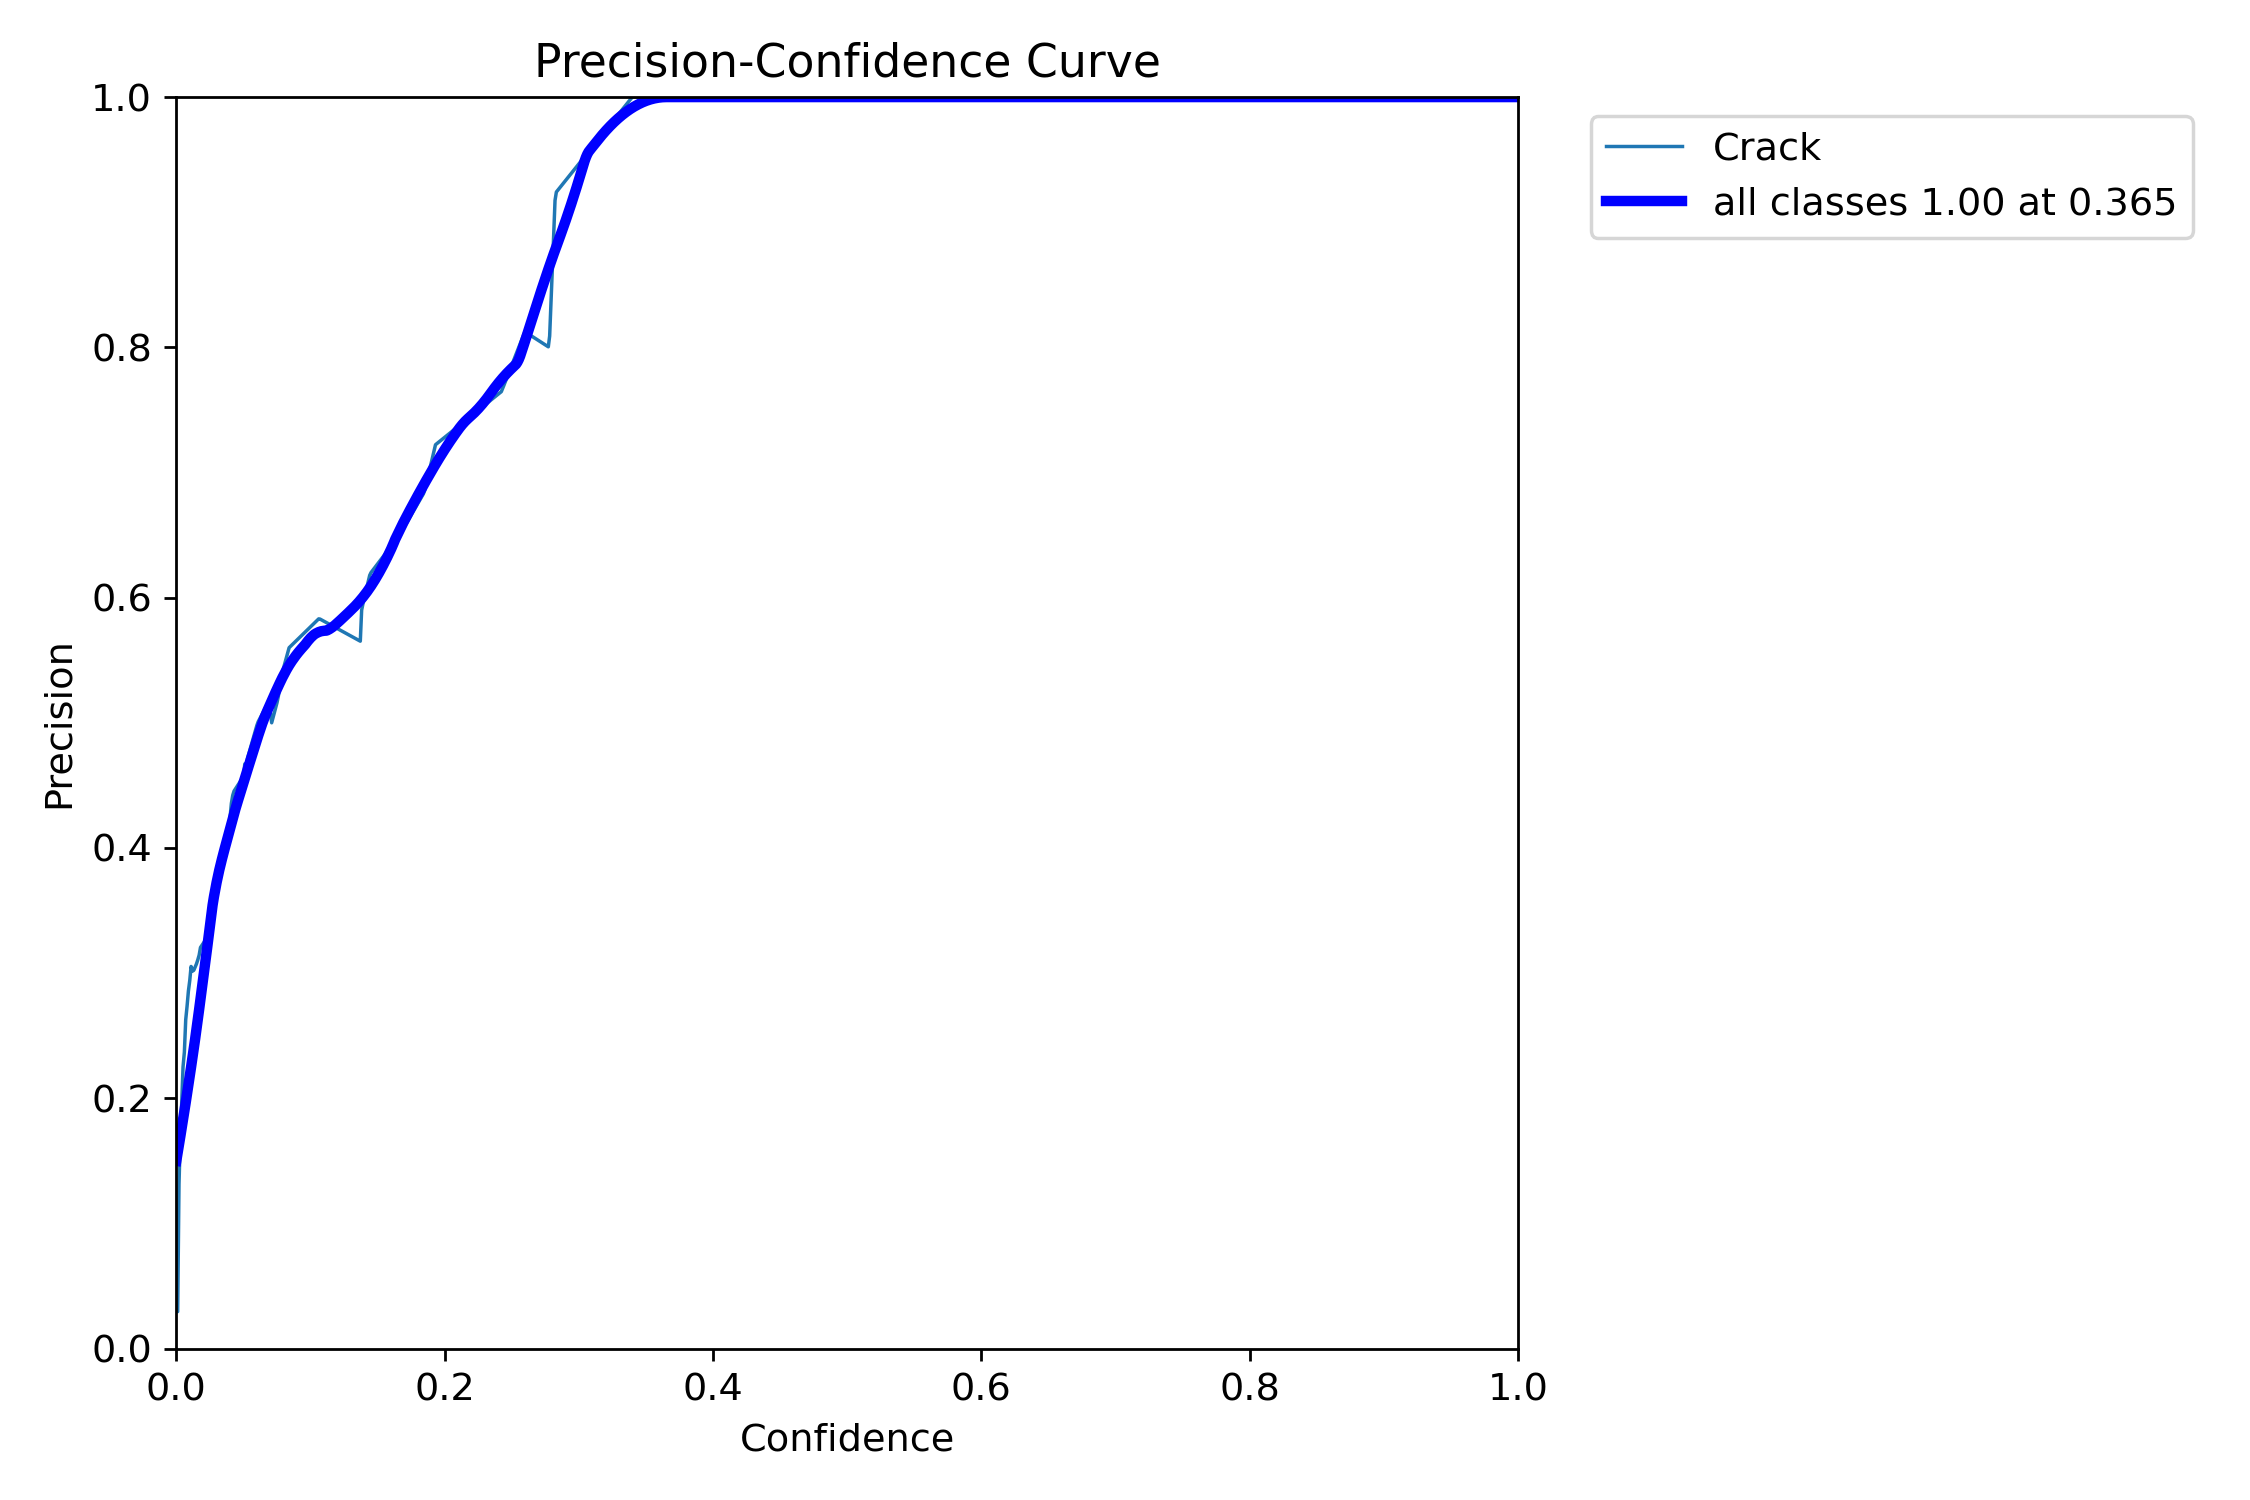 Precision-Confidence Curve
Crack
all classes 1.00 at 0.365
Precision
1.0
0.8
0.6
0.4
0.2
0.0
0.0 0.2 0.4 0.6 0.8 1.0
Confidence